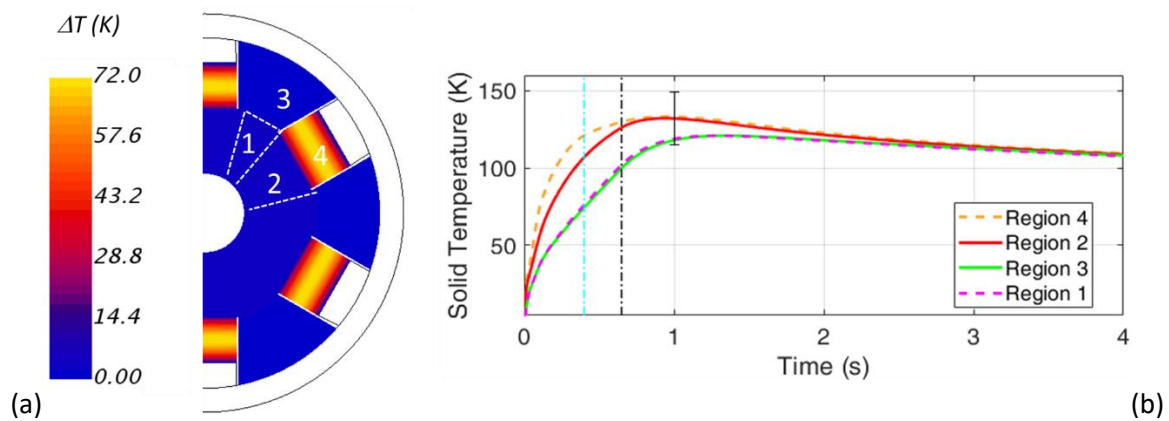 ΔT (K)
72.0
57.6
43.2
28.8
14.4
0.00
3
1
4
2
(a)
Solid Temperature (K)
150
100
50
0
1
2
3
4
Time (s)
Region 4
Region 2
Region 3
Region 1
(b)